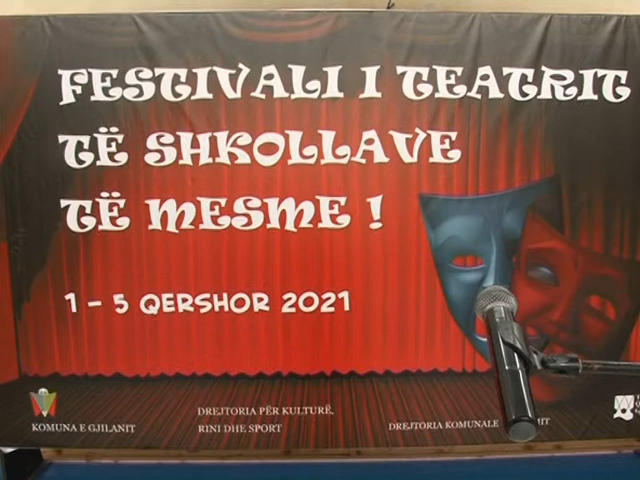 FESTIVALI I TEATRIT
TË SHKOLLAVE
TË MESME !
1 - 5 QERSHOR 2021
KOMUNA E GJILANIT
DREJTORIA PËR KULTURË,
RINI DHE SPORT
DREJTORIA KOMUNALE